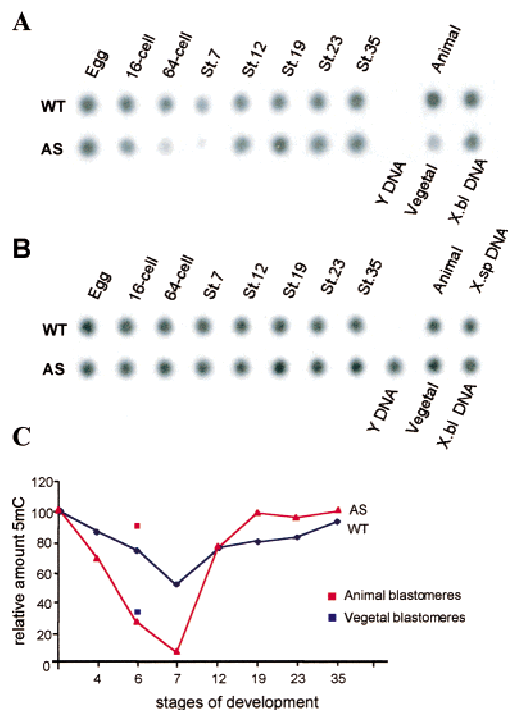 A
Egg 16-cell 64-cell St.7 St.12 St.19 St.23 St.35 Animal
WT
AS
Y DNA Vegetal X.bl DNA
B
Egg 16-cell 64-cell St.7 St.12 St.19 St.23 St.35 Animal X.sp DNA
WT
AS
Y DNA Vegetal X.bl DNA
C
relative amount 5mC
120
100
80
60
40
20
0
AS
WT
Animal blastomeres
Vegetal blastomeres
4 6 7 12 19 23 35
stages of development